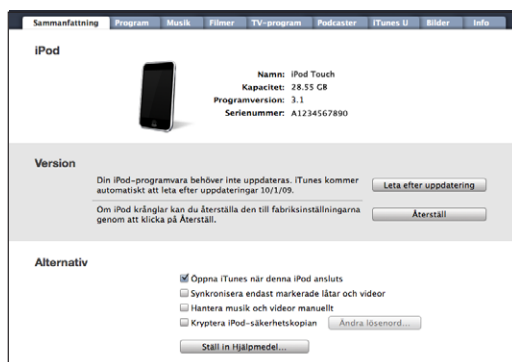 Sammanfattning Program Musik Filmer TV-program Podcaster iTunes U Bilder Info
iPod
Namn: iPod Touch
Kapacitet: 28.55 GB
Programversion: 3.1
Serienummer: A1234567890
Version
Din iPod-programvara behöver inte uppdateras. iTunes kommer
automatiskt att leta efter uppdateringar 10/1/09.
Leta efter uppdatering
Om iPod krånglar kan du återställa den till fabriksinställningarna
genom att klicka på Återställ.
Återställ
Alternativ
Öppna iTunes när denna iPod ansluts
Synkronisera endast markerade låtar och videor
Hantera musik och videor manuellt
Kryptera iPod-säkerhetskopian Ändra lösenord...
Ställ in Hjälpmedel...